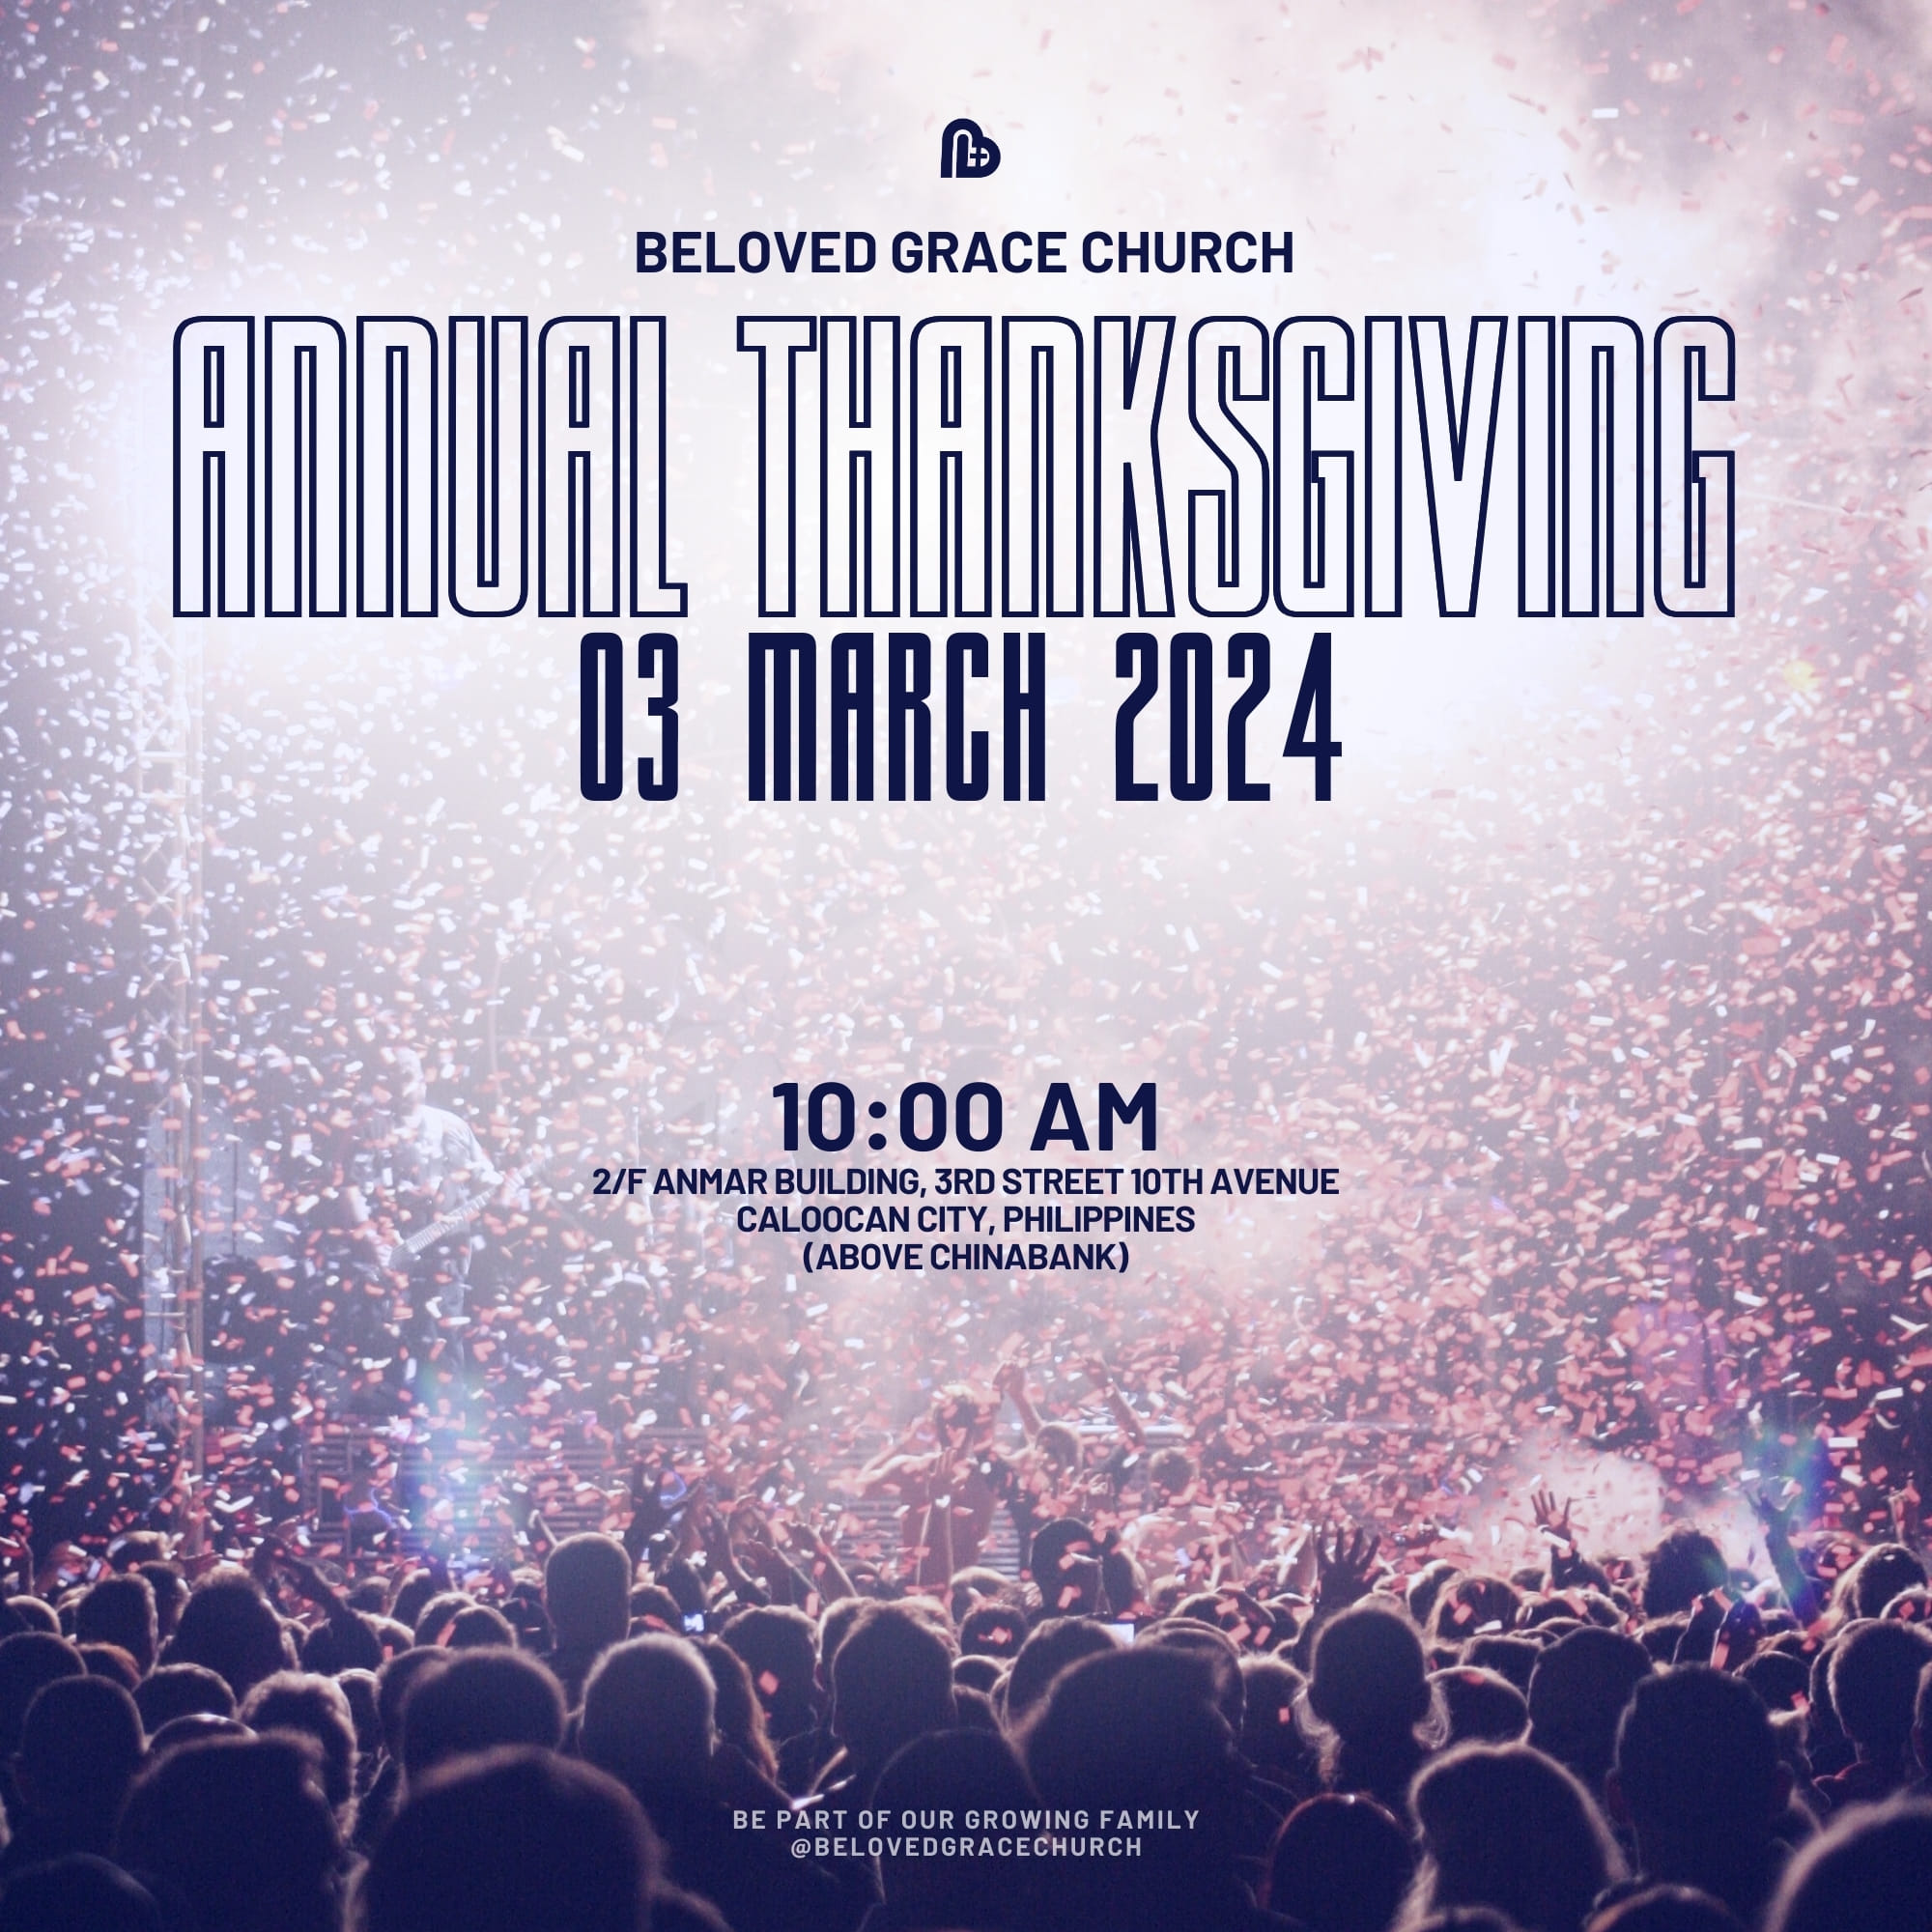 BELOVED GRACE CHURCH
ANNUAL THANKSGIVING
03 MARCH 2024
10:00 AM
2/F ANMAR BUILDING, 3RD STREET 10TH AVENUE
CALOOCAN CITY, PHILIPPINES
(ABOVE CHINABANK)
BE PART OF OUR GROWING FAMILY
@BELOVEDGRACECHURCH